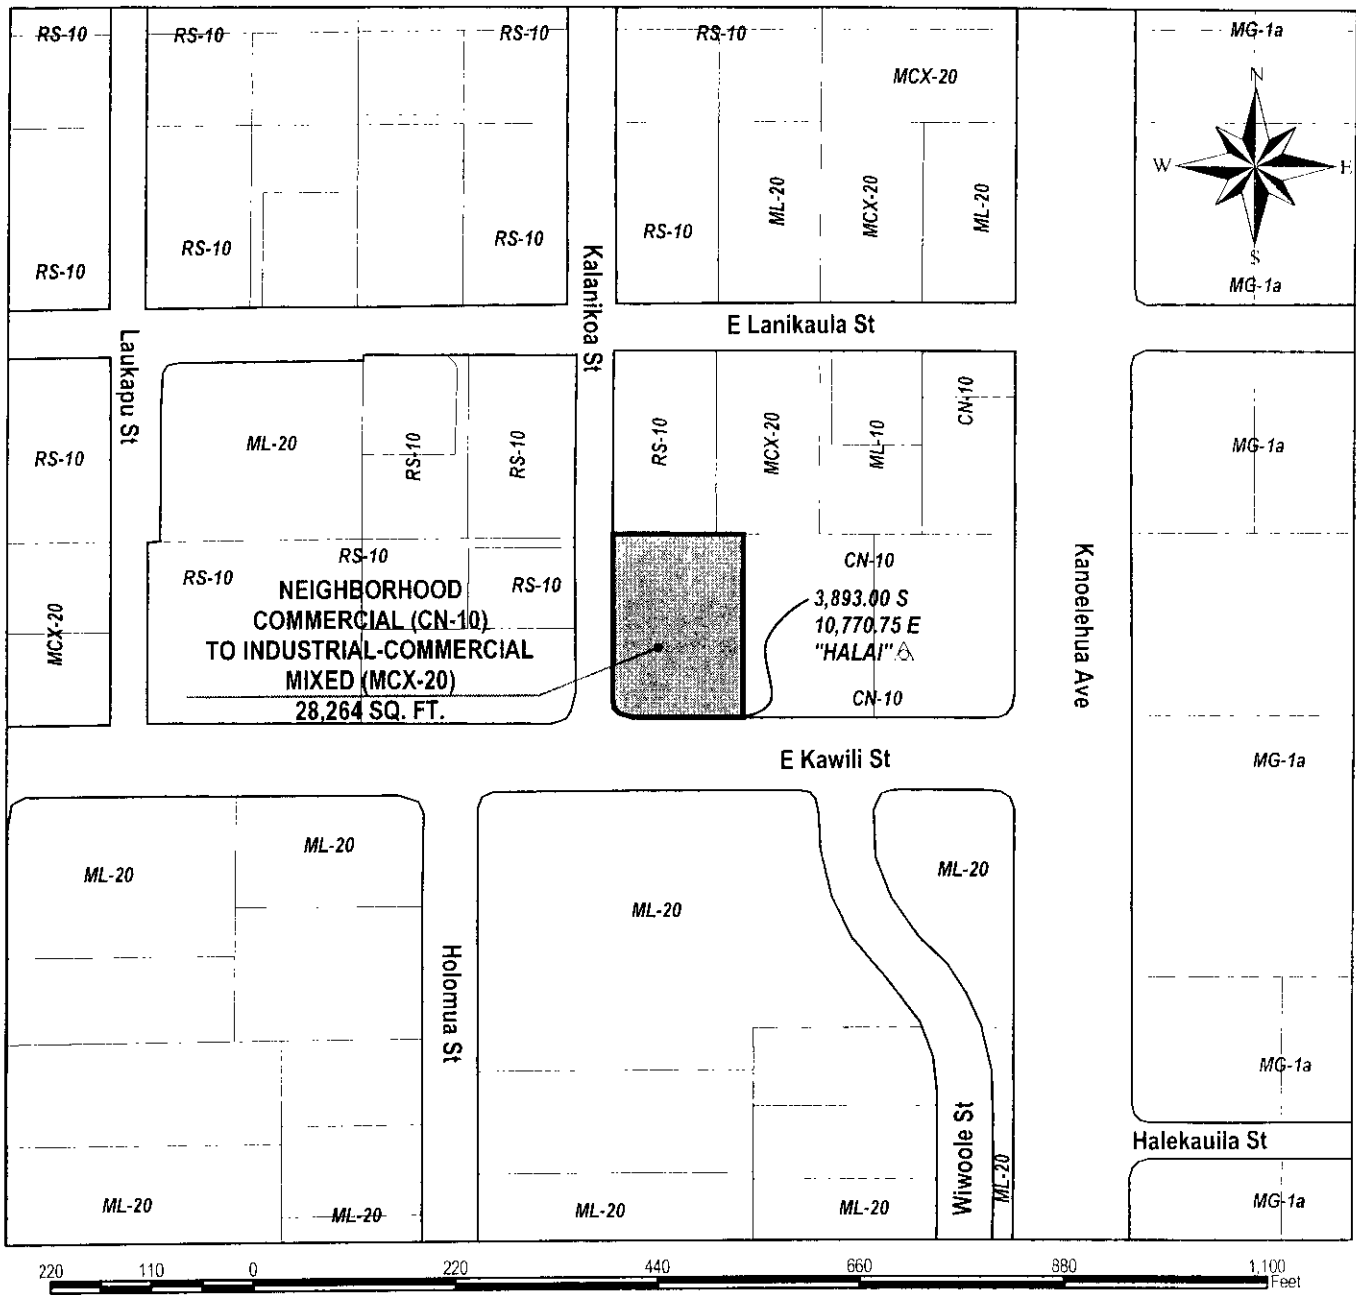 RS-10
RS-10
RS-10
RS-10
MG-1a
MCX-20
N
W
E
S
RS-10
RS-10
RS-10
RS-10
ML-20
MCX-20
ML-20
MG-1a
Kalanikoa St
E Lanikaula St
Laukapu St
RS-10
ML-20
RS-10
RS-10
RS-10
MCX-20
ML-10
CN-10
MG-1a
RS-10
RS-10
RS-10
MCX-20
NEIGHBORHOOD
COMMERCIAL (CN-10)
TO INDUSTRIAL-COMMERCIAL
MIXED (MCX-20)
28,264 SQ. FT.
CN-10
3,893.00 S
10,770.75 E
"HALAI"
CN-10
Kanoelehua Ave
E Kawili St
MG-1a
ML-20
ML-20
ML-20
ML-20
Holomua St
MG-1a
Wiwoole St
ML-20
Halekauila St
ML-20
ML-20
ML-20
ML-20
MG-1a
220 110 0 220 440 660 880 1,100
Feet